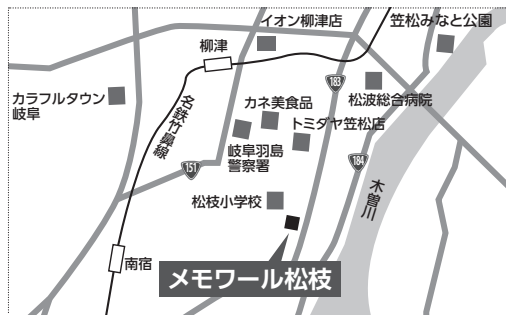 イオン柳津店
笠松みなと公園
柳津
183
カラフルタウン
岐阜
名鉄竹鼻線
カネ美食品
松波総合病院
トミダヤ笠松店
岐阜羽島
警察署
151
184
木曽川
松枝小学校
南宿
メモワール松枝